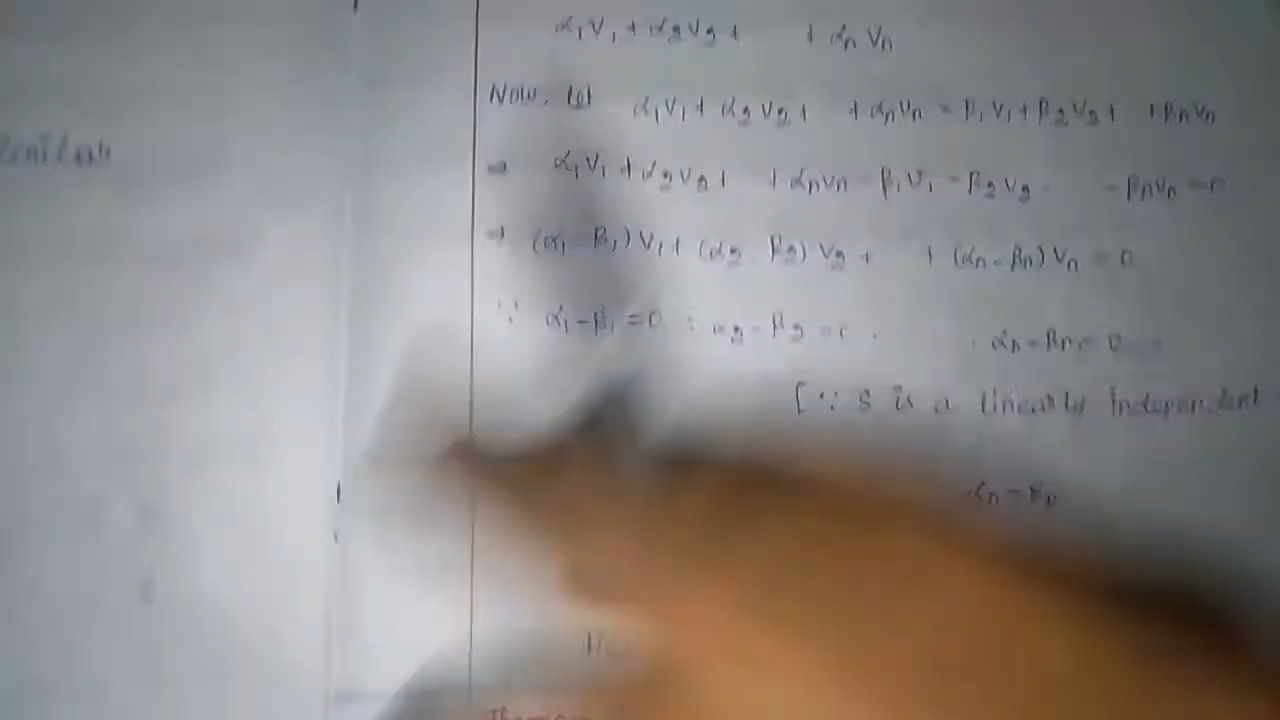 α₁V₁ + α₂V₂ + + αₙVₙ
Now, let α₁V₁ + α₂V₂ + + αₙVₙ = β₁V₁ + β₂V₂ + + βₙVₙ
⇒ α₁V₁ + α₂V₂ + + αₙVₙ - β₁V₁ - β₂V₂ - - βₙVₙ = 0
⇒ (α₁ - β₁)V₁ + (α₂ - β₂)V₂ + + (αₙ - βₙ)Vₙ = 0
∵ α₁ - β₁ = 0 ; α₂ - β₂ = 0 , αₙ - βₙ = 0
[∵ S is a linearly independent
αₙ = βₙ